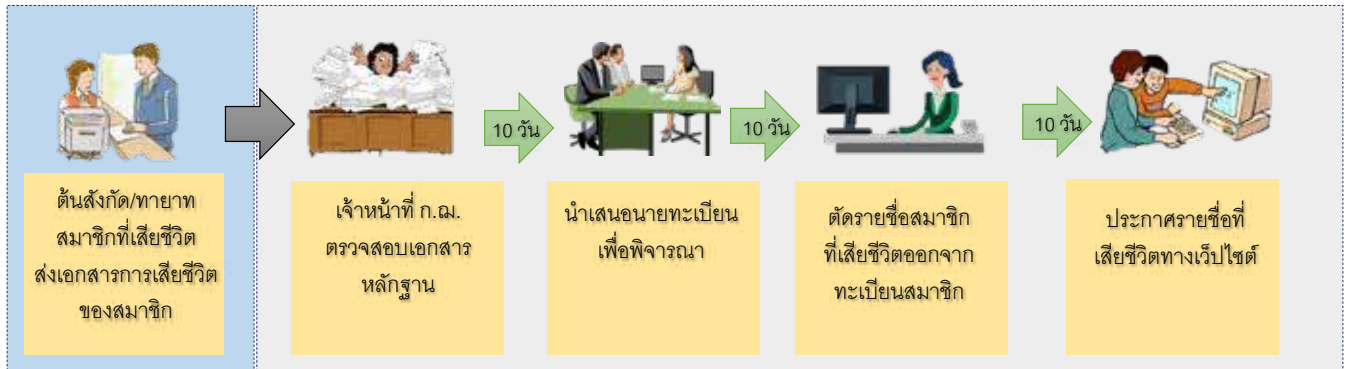 ต้นสังกัด/ทายาท
สมาชิกที่เสียชีวิต
ส่งเอกสารการเสียชีวิต
ของสมาชิก
เจ้าหน้าที่ ก.ฌ.
ตรวจสอบเอกสาร
หลักฐาน
10 วัน
นำเสนอนายทะเบียน
เพื่อพิจารณา
10 วัน
ตัดรายชื่อสมาชิก
ที่เสียชีวิตออกจาก
ทะเบียนสมาชิก
10 วัน
ประกาศรายชื่อที่
เสียชีวิตทางเว็ปไซต์